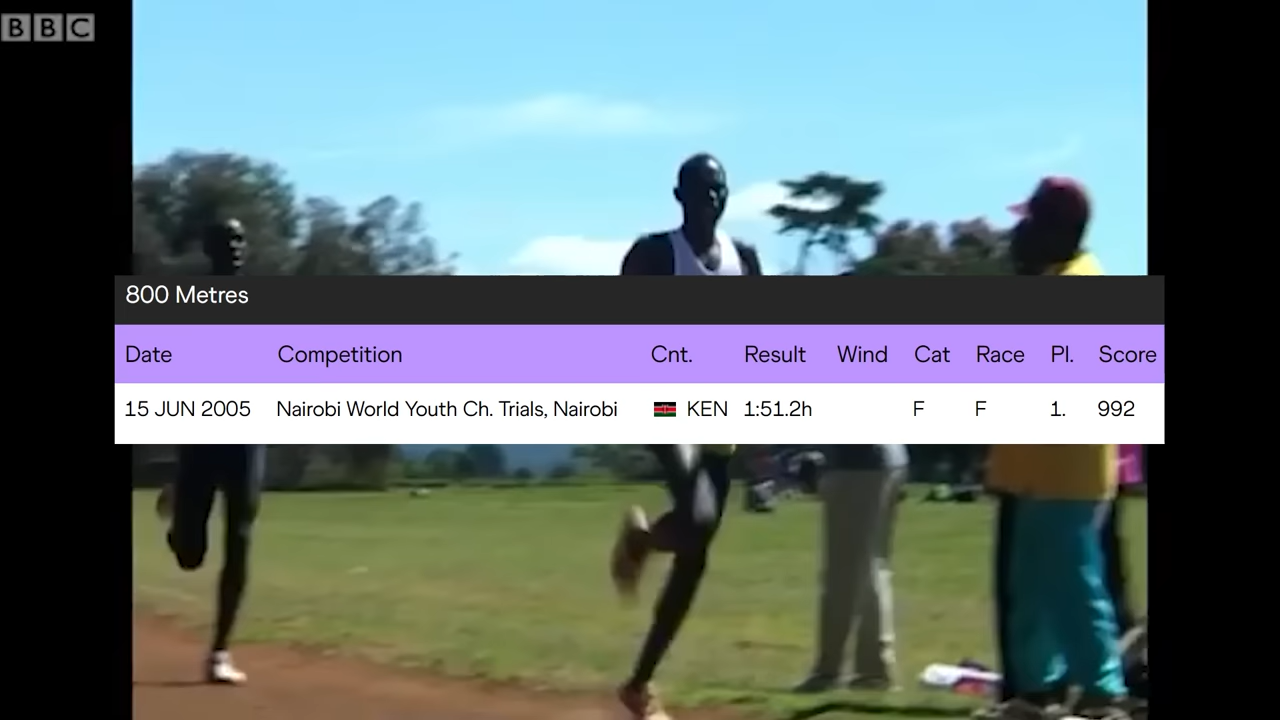 BBC
800 Metres
Date Competition Cnt. Result Wind Cat Race Pl. Score
15 JUN 2005 Nairobi World Youth Ch. Trials, Nairobi KEN 1:51.2h F F 1. 992